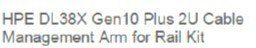 HPE DL38X Gen10 Plus 2U Cable
Management Arm for Rail Kit